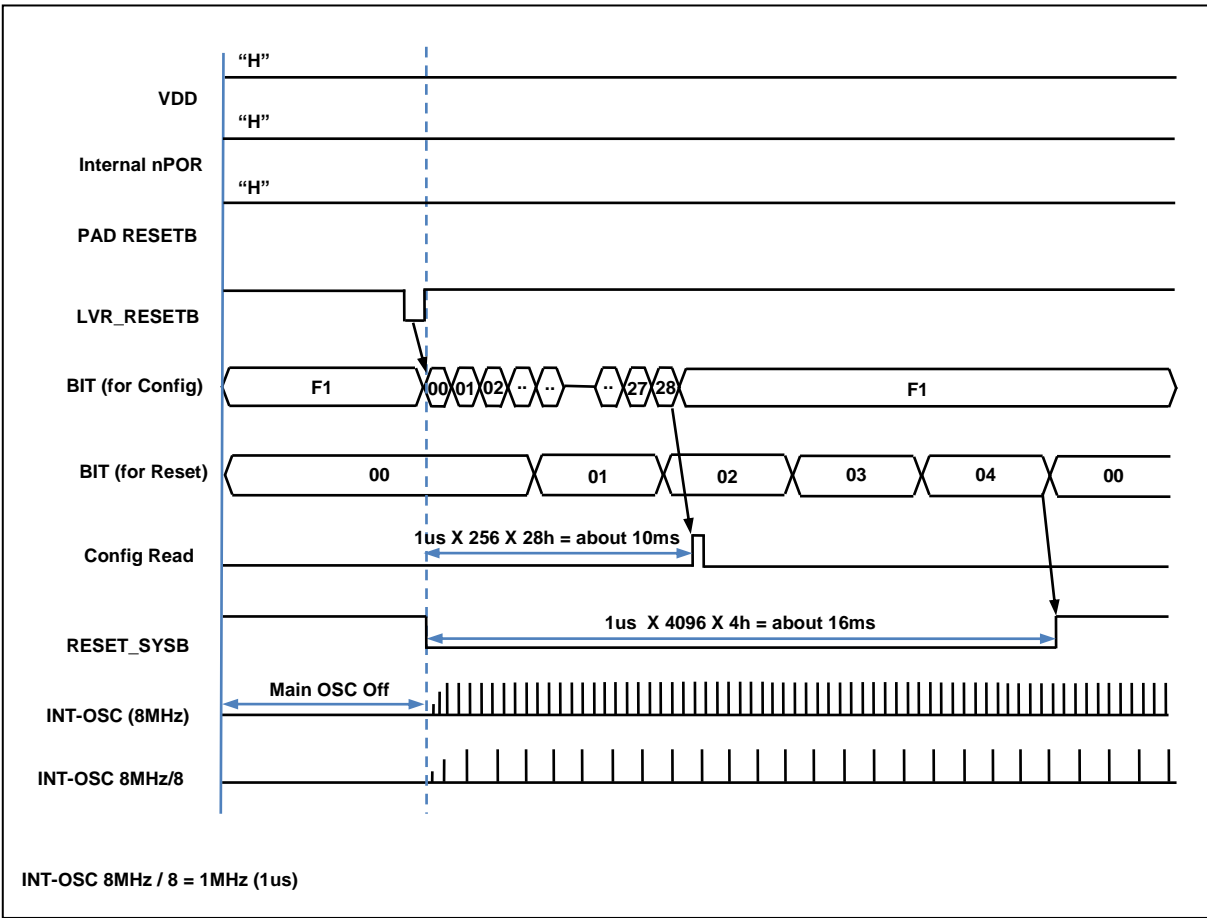 “H”
VDD
“H”
Internal nPOR
“H”
PAD RESETB
LVR_RESETB
BIT (for Config) F1 00 01 02 .. .. .. 27 28 F1
BIT (for Reset) 00 01 02 03 04 00
1us X 256 X 28h = about 10ms
Config Read
1us X 4096 X 4h = about 16ms
RESET_SYSB
Main OSC Off
INT-OSC (8MHz)
INT-OSC 8MHz/8
INT-OSC 8MHz / 8 = 1MHz (1us)